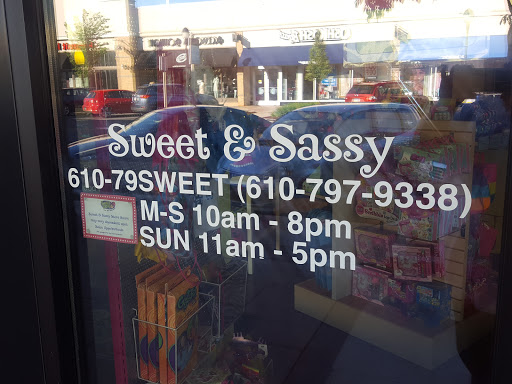 Sweet & Sassy
610-79SWEET (610-797-9338)
M-S 10am - 8pm
SUN 11am - 5pm